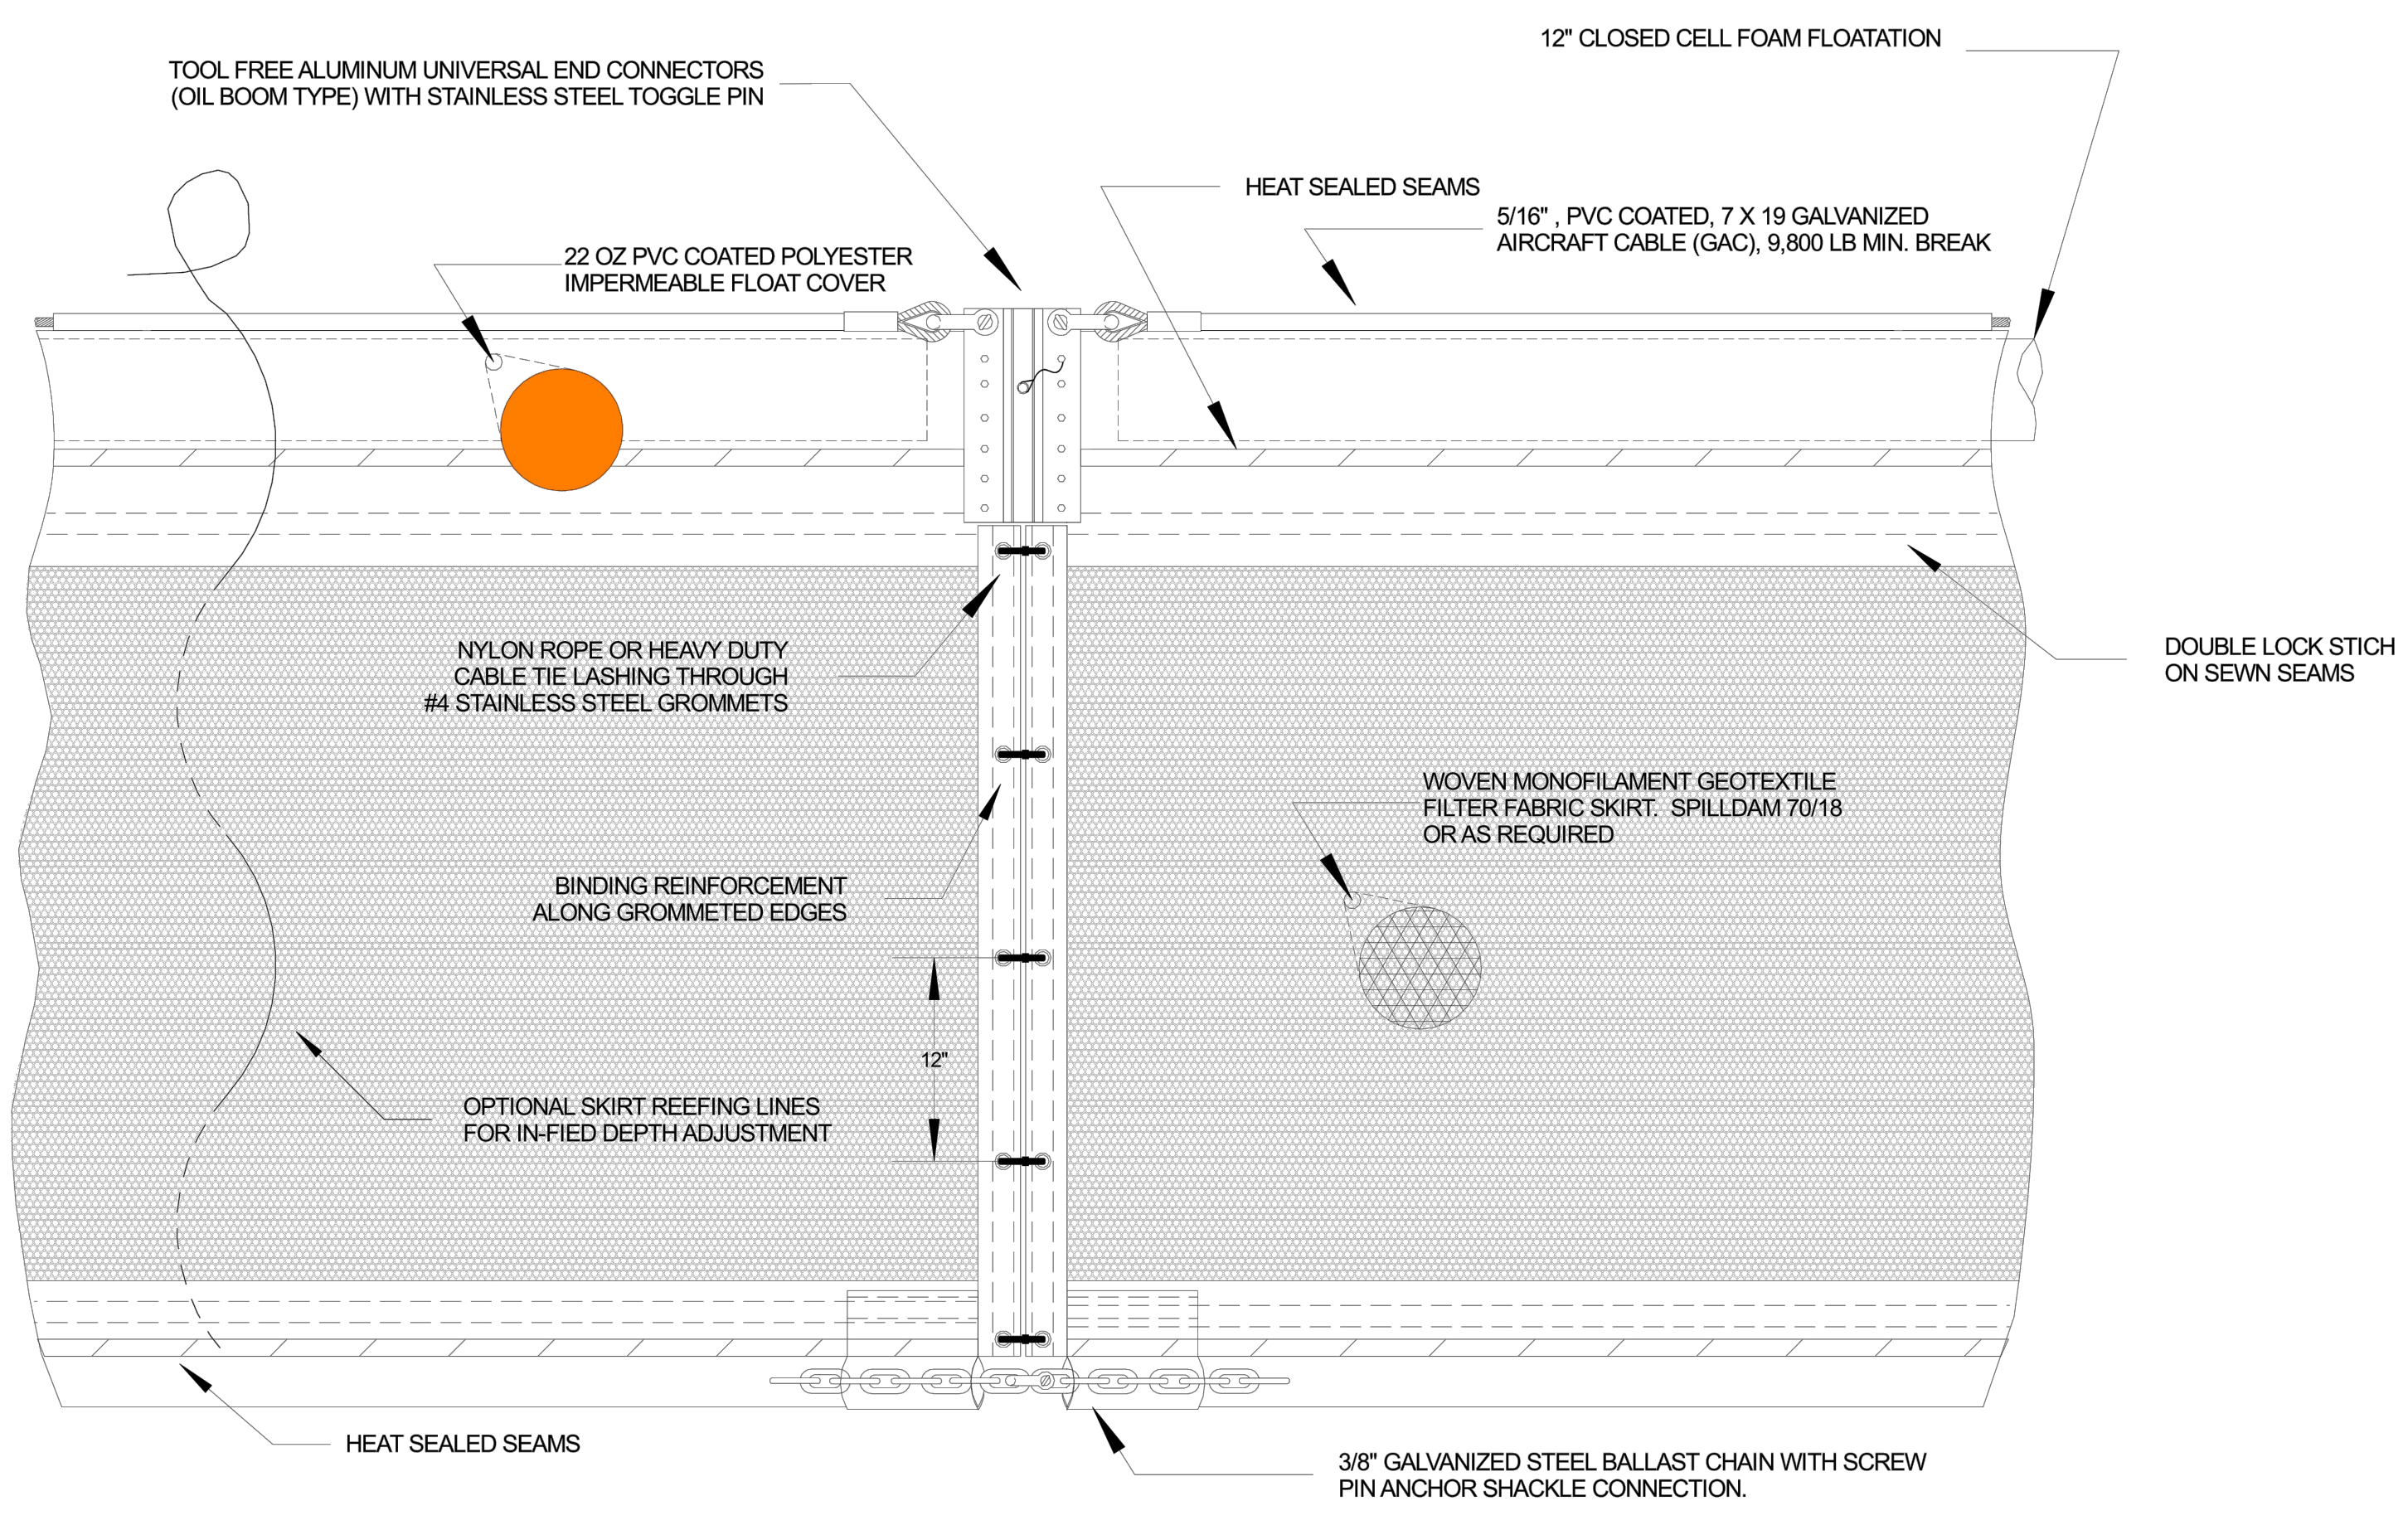 12" CLOSED CELL FOAM FLOATATION
TOOL FREE ALUMINUM UNIVERSAL END CONNECTORS
(OIL BOOM TYPE) WITH STAINLESS STEEL TOGGLE PIN
HEAT SEALED SEAMS
5/16" , PVC COATED, 7 X 19 GALVANIZED
AIRCRAFT CABLE (GAC), 9,800 LB MIN. BREAK
22 OZ PVC COATED POLYESTER
IMPERMEABLE FLOAT COVER
NYLON ROPE OR HEAVY DUTY
CABLE TIE LASHING THROUGH
#4 STAINLESS STEEL GROMMETS
DOUBLE LOCK STICH
ON SEWN SEAMS
WOVEN MONOFILAMENT GEOTEXTILE
FILTER FABRIC SKIRT.  SPILLDAM 70/18
OR AS REQUIRED
BINDING REINFORCEMENT
ALONG GROMMETED EDGES
12"
OPTIONAL SKIRT REEFING LINES
FOR IN-FIED DEPTH ADJUSTMENT
HEAT SEALED SEAMS
3/8" GALVANIZED STEEL BALLAST CHAIN WITH SCREW
PIN ANCHOR SHACKLE CONNECTION.